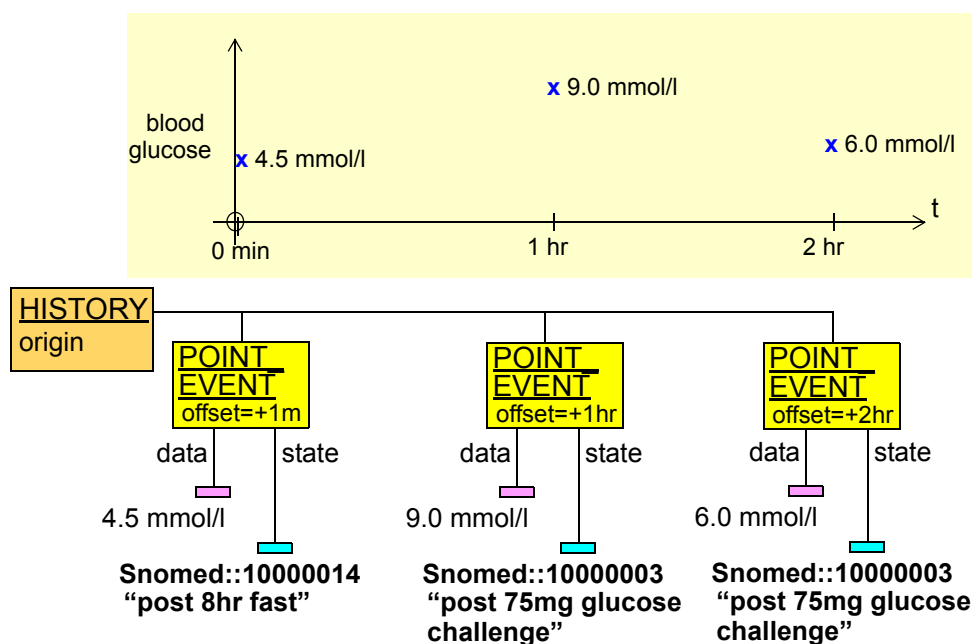 x 9.0 mmol/l
blood
glucose
x 4.5 mmol/l
x 6.0 mmol/l
t
0 min
1 hr
2 hr
HISTORY
origin
POINT_
EVENT
offset=+1m
POINT_
EVENT
offset=+1hr
POINT_
EVENT
offset=+2hr
data
state
data
state
data
state
4.5 mmol/l
9.0 mmol/l
6.0 mmol/l
Snomed::10000014
“post 8hr fast”
Snomed::10000003
“post 75mg glucose
challenge”
Snomed::10000003
“post 75mg glucose
challenge”